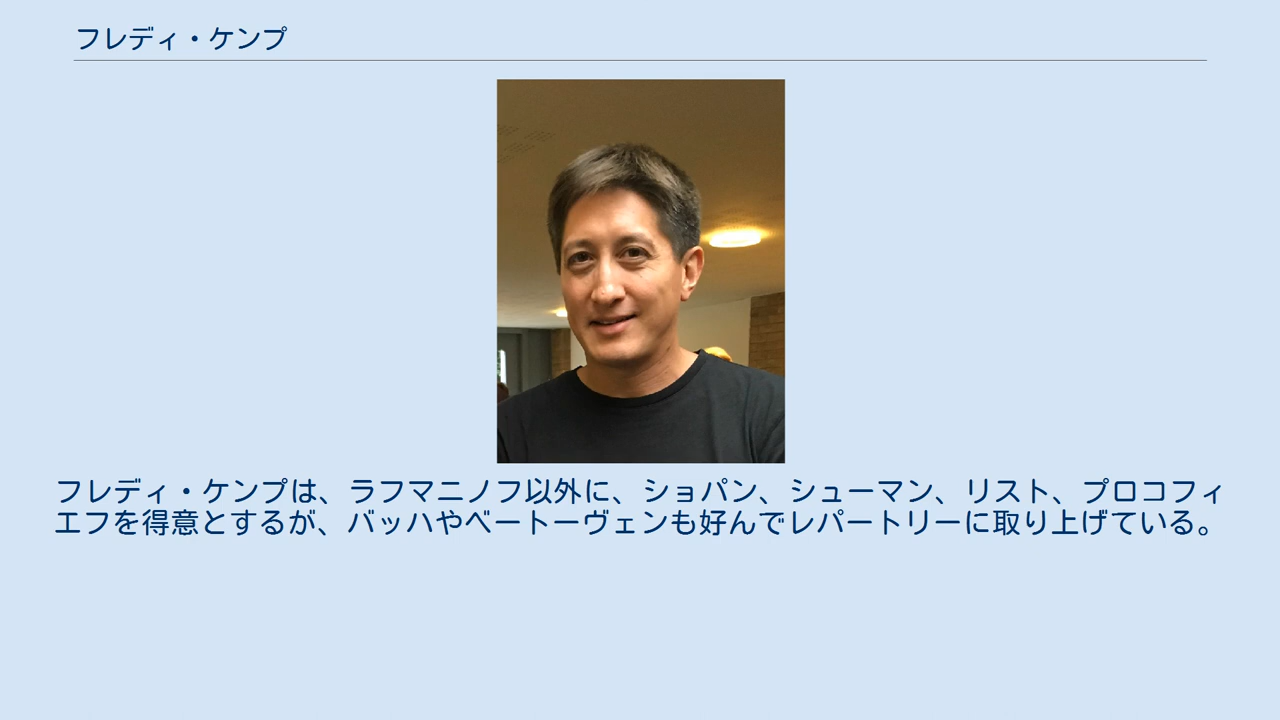 フレディ・ケンプ
フレディ・ケンプは、ラフマニノフ以外に、ショパン、シューマン、リスト、プロコフィ
エフを得意とするが、バッハやベートーヴェンも好んでレパートリーに取り上げている。